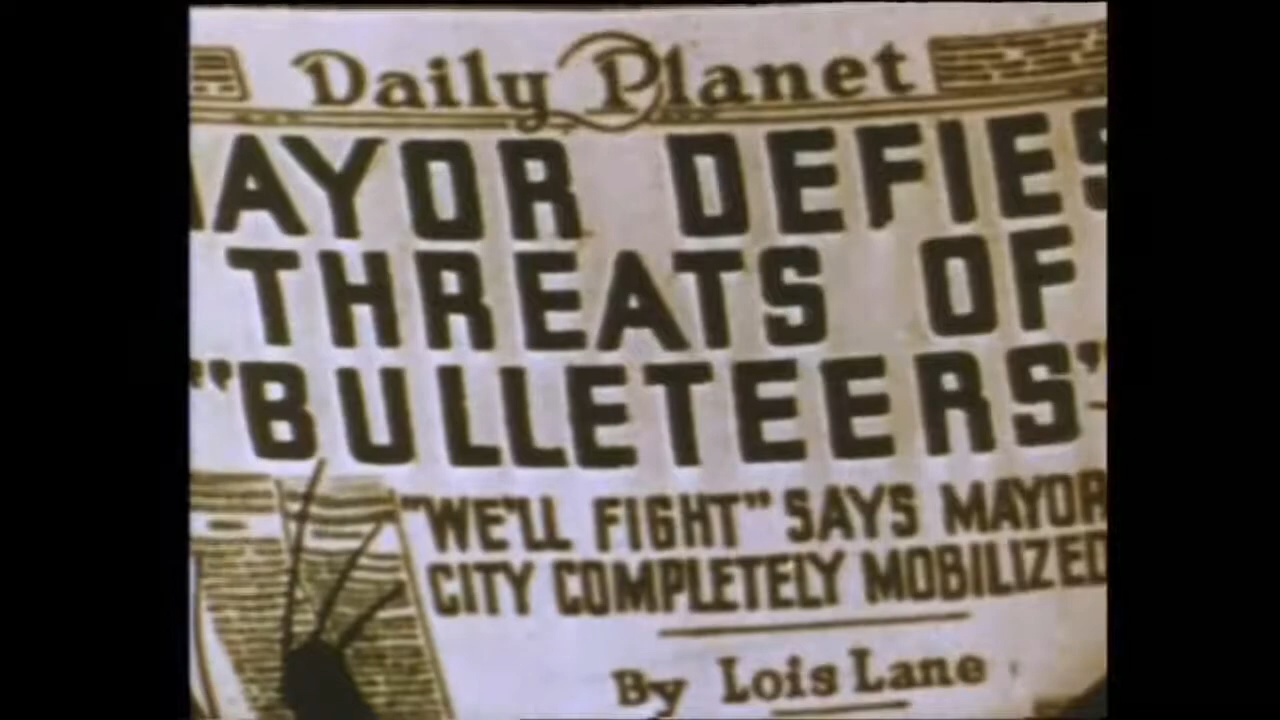 Daily Planet
AYOR DEFIES
THREATS OF
"BULLETEERS"
"WE'LL FIGHT" SAYS MAYOR
CITY COMPLETELY MOBILIZED
By Lois Lane